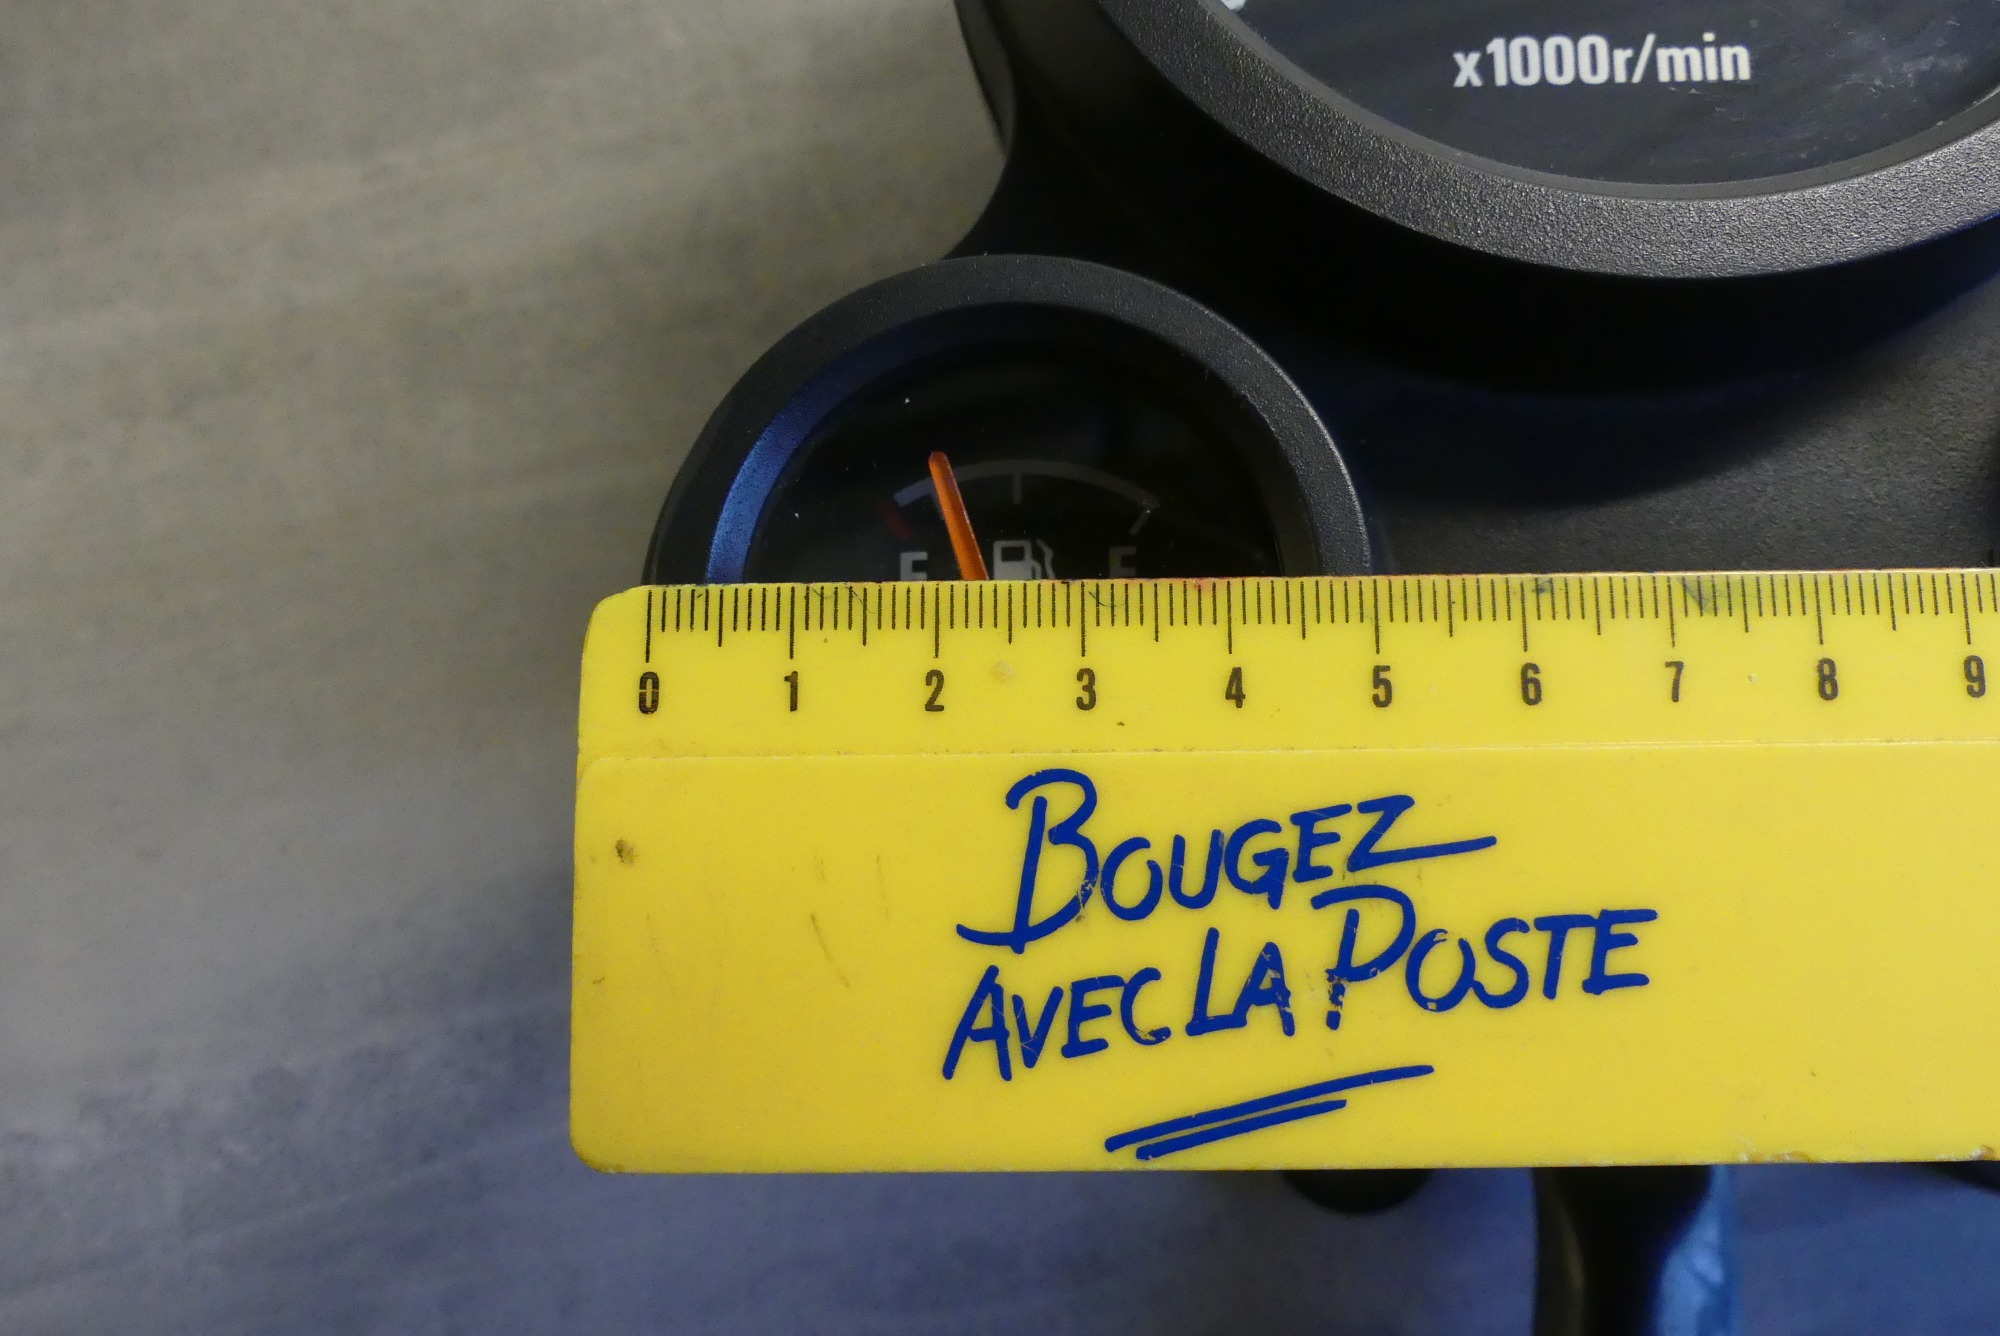 x1000r/min
E F
0 1 2 3 4 5 6 7 8 9
BOUGEZ
AVEC LA POSTE